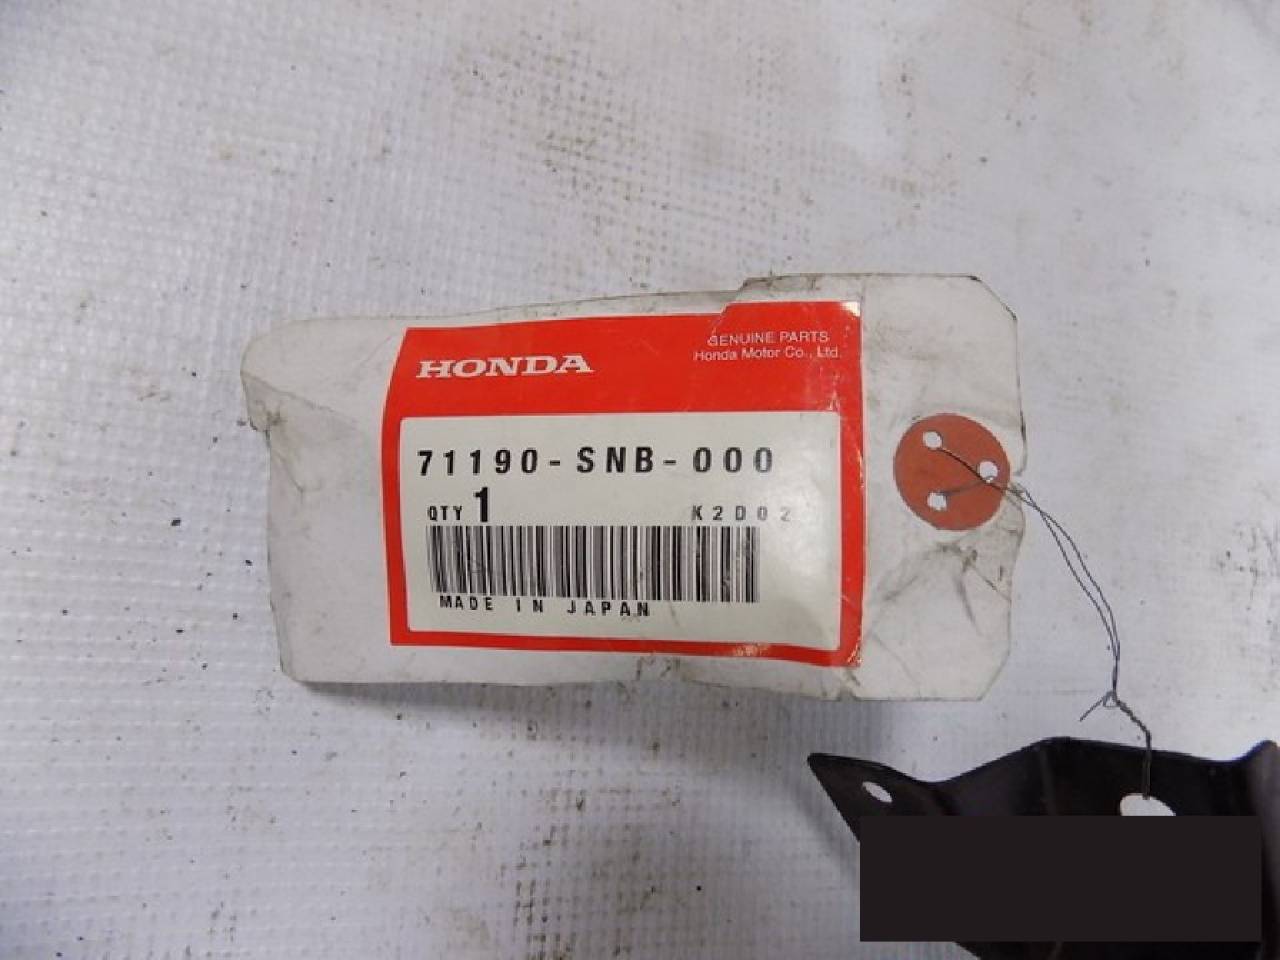 HONDA
GENUINE PARTS
Honda Motor Co., Ltd.
71190-SNB-000
QTY 1 K2D02
MADE IN JAPAN